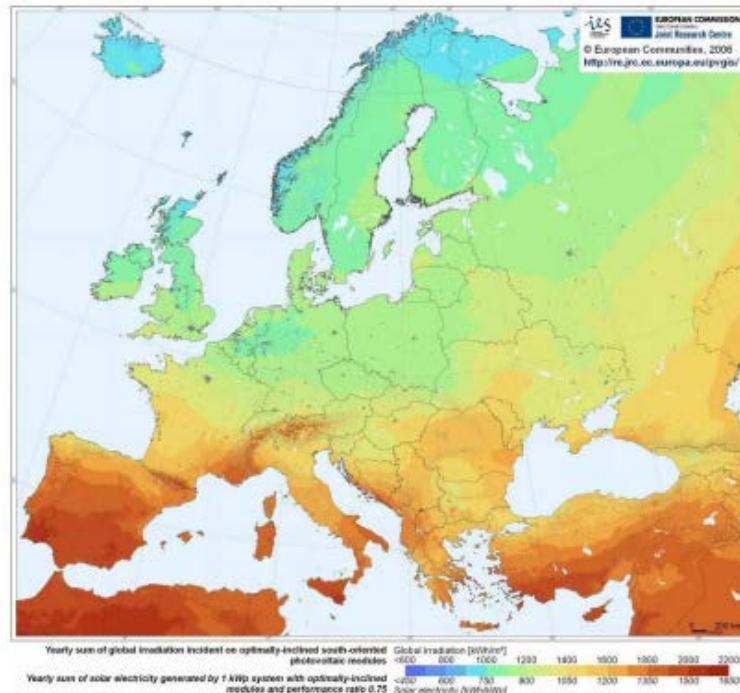 EUROPEAN COMMISSION
Joint Research Centre
© European Communities, 2006
http://re.jrc.ec.europa.eu/pvgis/
Yearly sum of global irradiation incident on optimally-inclined south-oriented
photovoltaic modules
Global irradiation [kWh/m²]
<600 800 1000 1200 1400 1600 1800 2000 2200
Yearly sum of solar electricity generated by 1 kWp system with optimally-inclined
modules and performance ratio 0.75
<450 600 750 900 1050 1200 1350 1500 1650
Solar electricity [kWh/kWp]